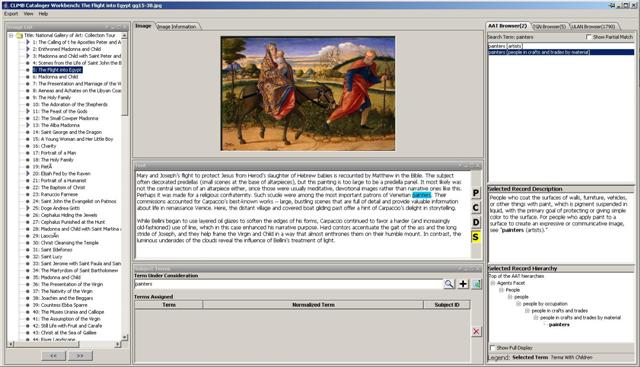 CLIMB Cataloger Workbench: The Flight into Egypt gg15-38.jpg
Export View Help
Image List
Title: National Gallery of Art: Collection Tour
1: The Calling of the Apostles Peter and A
2: Enthroned Madonna and Child
3: Madonna and Child with Saint Peter and
4: Scenes from the Life of Saint John the B
5: The Flight into Egypt
6: Madonna and Child
7: The Presentation and Marriage of the V
8: Aeneas and Achates on the Libyan Coas
9: The Holy Family
10: The Adoration of the Shepherds
11: The Feast of the Gods
12: The Small Cowper Madonna
13: The Alba Madonna
14: Saint George and the Dragon
15: A Young Woman and Her Little Boy
16: Charity
17: Portrait of a Man
18: The Holy Family
19: PietÃ
20: Elijah Fed by the Raven
21: Portrait of a Humanist
22: The Baptism of Christ
23: Ranuccio Farnese
24: Saint John the Evangelist on Patmos
25: Doge Andrea Gritti
26: Cephalus Hiding the Jewels
27: Cephalus Punished at the Hunt
28: Madonna and Child with Saint Martina a
29: LaocoÃn
30: Christ Cleansing the Temple
31: Saint Ildefonso
32: Saint Lucy
33: Saint Jerome with Saint Paula and Sain
34: The Martyrdom of Saint Bartholomew
35: Madonna and Child
36: The Presentation of the Virgin
37: The Nativity of the Virgin
38: Joachim and the Beggars
39: Countess Ebba Sparre
40: The Muses Urania and Calliope
41: The Assumption of the Virgin
42: Still Life with Fruit and Carafe
43: Christ at the Sea of Galilee
44: River Landscape
<<
>>
Image
Image Information
Text
Mary and Joseph's flight to protect Jesus from Herod's slaughter of Hebrew babies is recounted by Matthew in the Bible. The subject
often decorated predellas (small scenes at the base of altarpieces), but this painting is too large to be a predella panel. It most likely was
not the central section of an altarpiece either, since those were usually meditative, devotional images rather than narrative ones like this.
Perhaps it was made for a religious confraternity. Such scuole were among the most important patrons of Venetian painters. Their
commissions accounted for Carpaccio's best-known works – large, bustling scenes that are full of detail and provide valuable information
about life in renaissance Venice. Here, the distant village and covered boat gliding past offer a hint of Carpaccio's delight in storytelling.
While Bellini began to use layered oil glazes to soften the edges of his forms, Carpaccio continued to favor a harder (and increasingly
old-fashioned) use of line, which in this case enhanced his narrative purpose. Hard contors accentuate the gait of the ass and the long
stride of Joseph, and they help frame the Virgin and Child in a way that almost enthrones them on their humble mount. In contrast, the
luminous undersides of the clouds reveal the influence of Bellini's treatment of light.
P
C
D
S
Subject Terms
Term Under Consideration
painters
Terms Assigned
Term Normalized Term Subject ID
AAT Browser(2) TGN Browser(5) ULAN Browser(1790)
Search Term: painters
Show Partial Match
painters [artists]
painters [people in crafts and trades by material]
Selected Record Description
People who coat the surfaces of walls, furniture, vehicles,
or other things with paint, which is pigment suspended in
liquid, with the primary goal of protecting or giving simple
color to the surface. For people who apply paint to a
surface to create an expressive or communicative image,
see "painters (artists)."
Selected Record Hierarchy
Top of the AAT hierarchies
Agents Facet
People
people
people by occupation
people in crafts and trades
people in crafts and trades by material
painters
Show Full Display
Legend: Selected Term Terms With Children